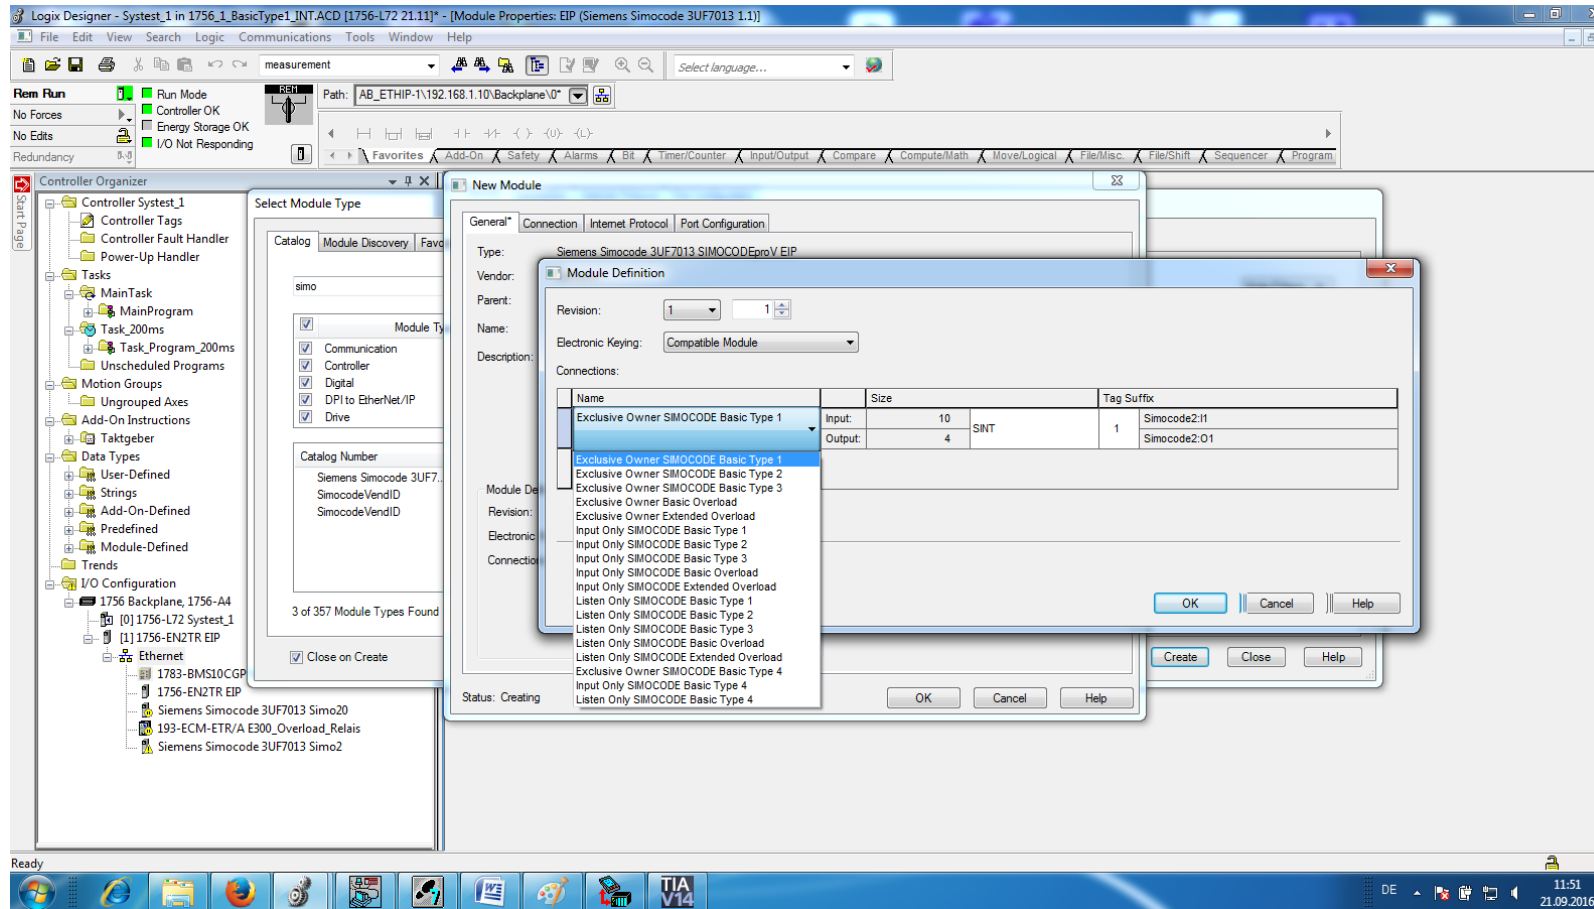 Logix Designer - Systest_1 in 1756_1_BasicType1_INT.ACD [1756-L72 21.11]* - [Module Properties: EIP (Siemens Simocode 3UF7013 1.1)]
File Edit View Search Logic Communications Tools Window Help
measurement
Select language...
Rem Run
Run Mode
REM
Path: AB_ETHIP-1\192.168.1.10\Backplane\0*
No Forces
Controller OK
Energy Storage OK
No Edits
I/O Not Responding
Redundancy
Favorites Add-On Safety Alarms Bit Timer/Counter Input/Output Compare Compute/Math Move/Logical File/Misc. File/Shift Sequencer Program
Start Page
Controller Organizer
Controller Systest_1
Controller Tags
Controller Fault Handler
Power-Up Handler
Tasks
MainTask
MainProgram
Task_200ms
Task_Program_200ms
Unscheduled Programs
Motion Groups
Ungrouped Axes
Add-On Instructions
Taktgeber
Data Types
User-Defined
Strings
Add-On-Defined
Predefined
Module-Defined
Trends
I/O Configuration
1756 Backplane, 1756-A4
[0] 1756-L72 Systest_1
[1] 1756-EN2TR EIP
Ethernet
1783-BMS10CGP
1756-EN2TR EIP
Siemens Simocode 3UF7013 Simo20
193-ECM-ETR/A E300_Overload_Relais
Siemens Simocode 3UF7013 Simo2
Select Module Type
Catalog Module Discovery Favo
simo
Module Ty
Communication
Controller
Digital
DPI to EtherNet/IP
Drive
Catalog Number
Siemens Simocode 3UF7..
SimocodeVendID
SimocodeVendID
3 of 357 Module Types Found
Close on Create
New Module
General* Connection Internet Protocol Port Configuration
Type: Siemens Simocode 3UF7013 SIMOCODEproV EIP
Vendor:
Parent:
Name:
Description:
Module De
Revision:
Electronic
Connection
Status: Creating
OK Cancel Help
Module Definition
Revision: 1 1
Electronic Keying: Compatible Module
Connections:
Name Size Tag Suffix
Exclusive Owner SIMOCODE Basic Type 1 Input: 10 SINT 1 Simocode2:I1
Output: 4 Simocode2:O1
Exclusive Owner SIMOCODE Basic Type 1
Exclusive Owner SIMOCODE Basic Type 2
Exclusive Owner SIMOCODE Basic Type 3
Exclusive Owner Basic Overload
Exclusive Owner Extended Overload
Input Only SIMOCODE Basic Type 1
Input Only SIMOCODE Basic Type 2
Input Only SIMOCODE Basic Type 3
Input Only SIMOCODE Basic Overload
Input Only SIMOCODE Extended Overload
Listen Only SIMOCODE Basic Type 1
Listen Only SIMOCODE Basic Type 2
Listen Only SIMOCODE Basic Type 3
Listen Only SIMOCODE Basic Overload
Listen Only SIMOCODE Extended Overload
Exclusive Owner SIMOCODE Basic Type 4
Input Only SIMOCODE Basic Type 4
Listen Only SIMOCODE Basic Type 4
OK Cancel Help
Create Close Help
Ready
TIA V14
DE
11:51
21.09.2016